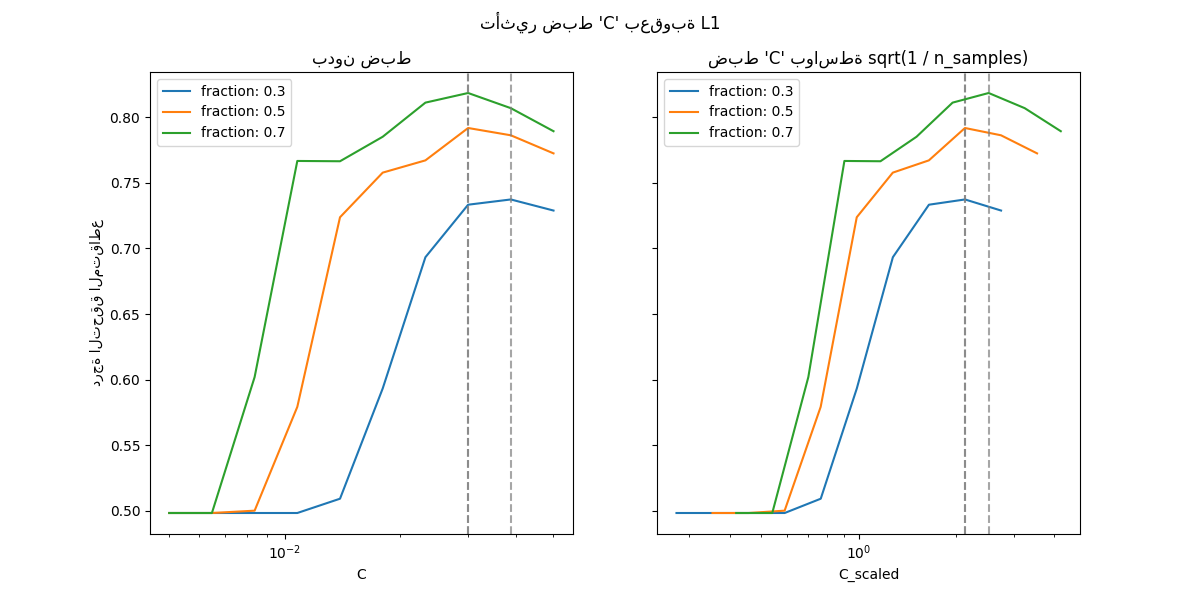 تأثير ضبط 'C' بعقوبة L1
بدون ضبط
fraction: 0.3
fraction: 0.5
fraction: 0.7
درجة التحقق المتقاطع
0.80
0.75
0.70
0.65
0.60
0.55
0.50
10⁻²
C
ضبط 'C' بواسطة sqrt(1 / n_samples)
fraction: 0.3
fraction: 0.5
fraction: 0.7
10⁰
C_scaled